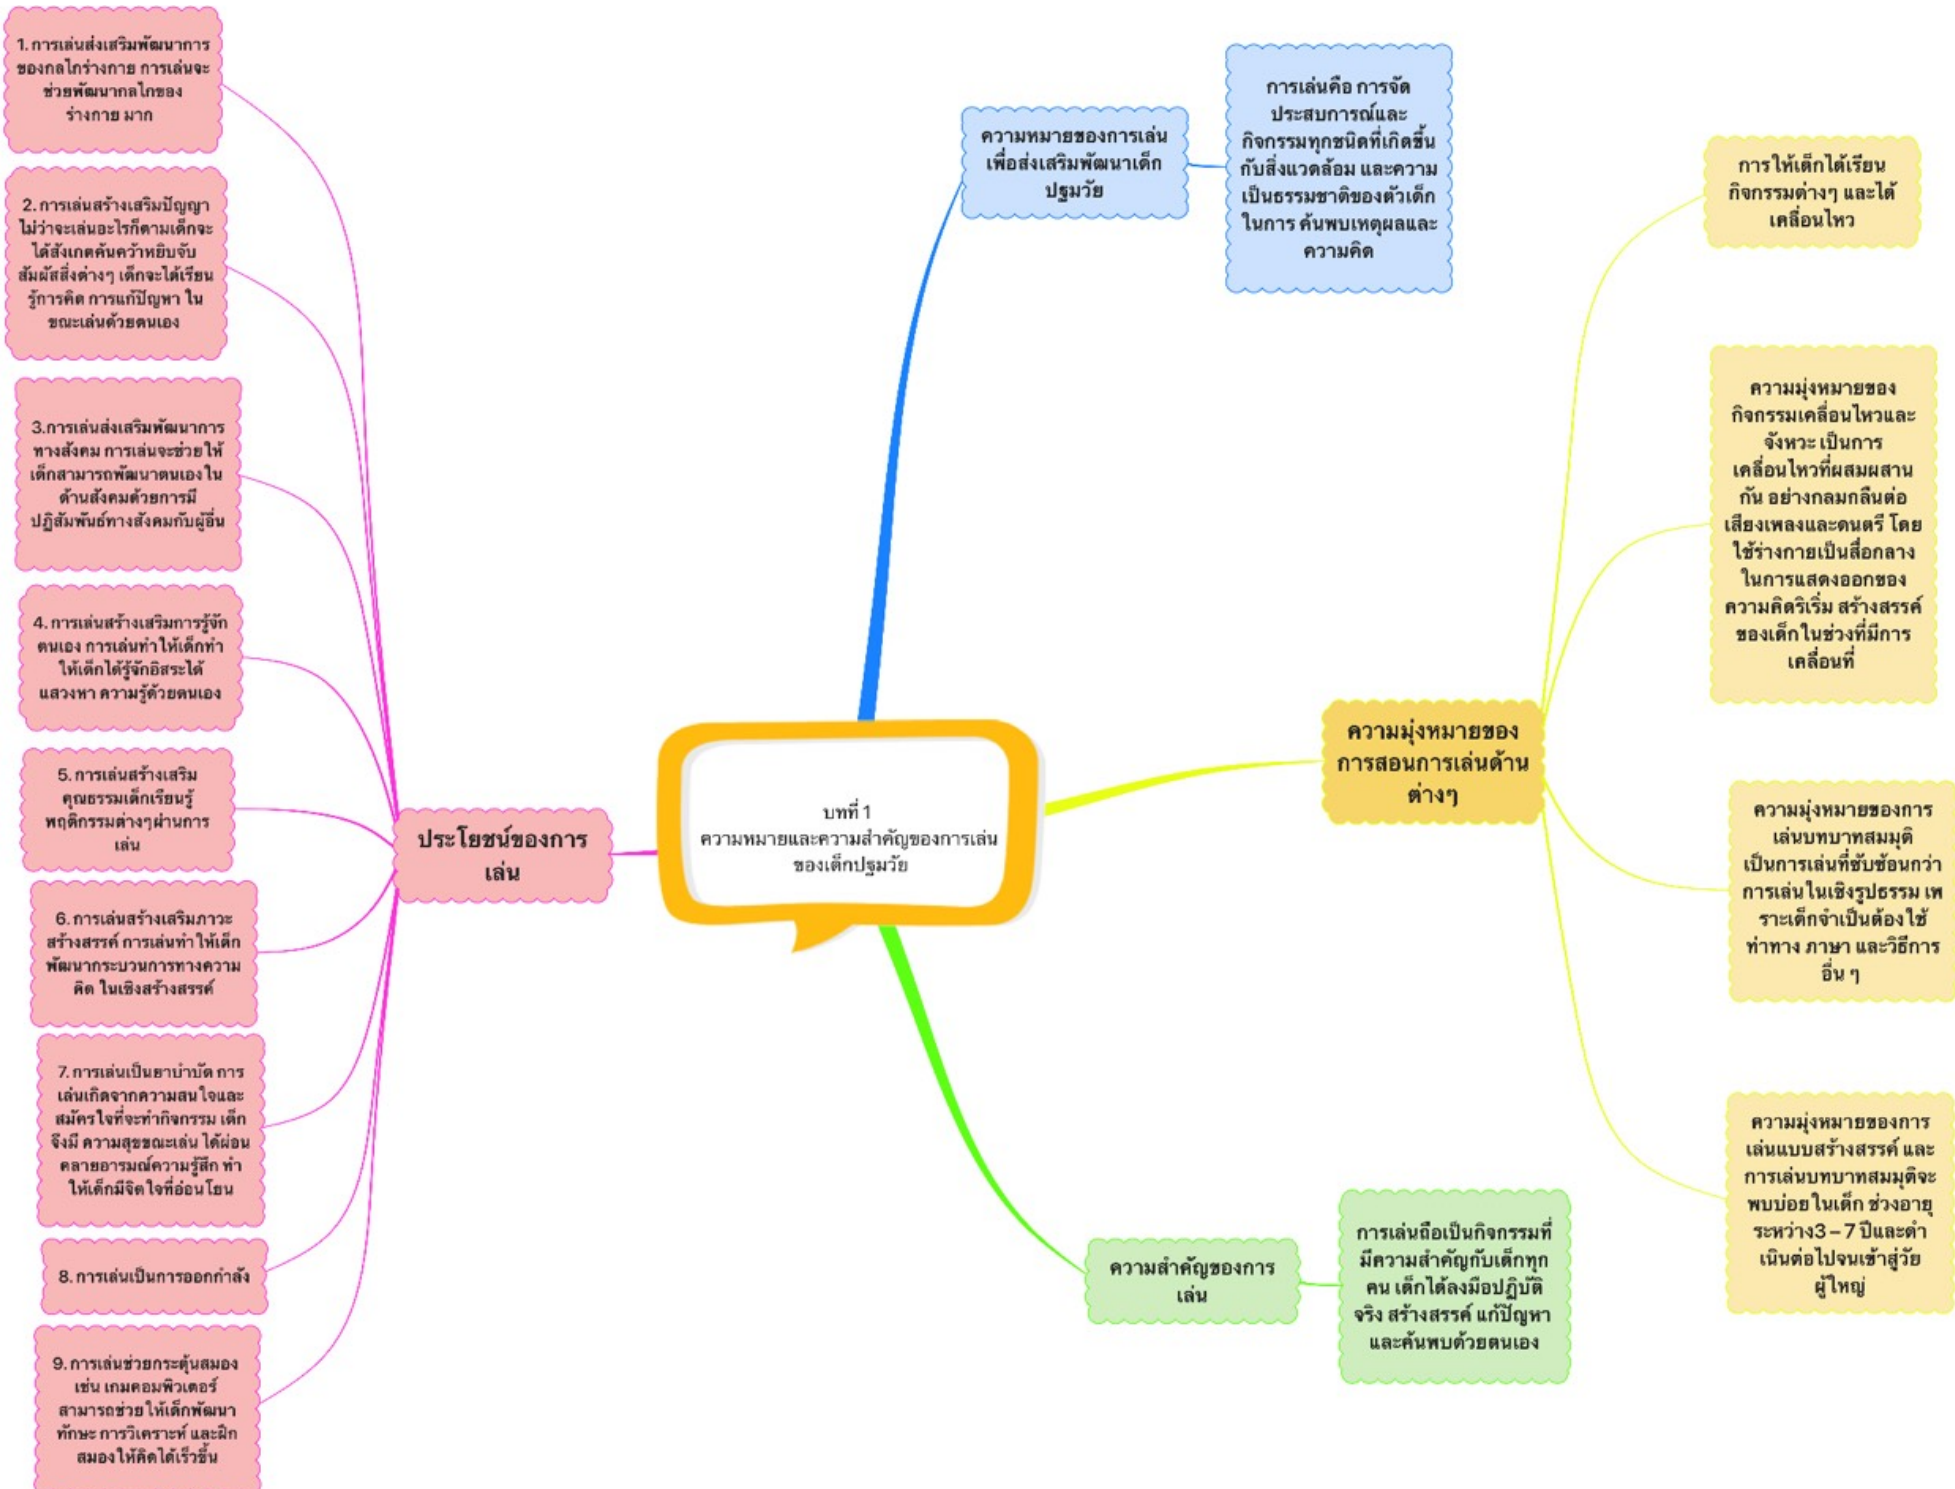 1. การเล่นส่งเสริมพัฒนาการ
ของกลไกร่างกาย การเล่นจะ
ช่วยพัฒนากลไกของ
ร่างกาย มาก
2. การเล่นสร้างเสริมปัญญา
ไม่ว่าจะเล่นอะไรก็ตามเด็กจะ
ได้สังเกตค้นคว้าหยิบจับ
สัมผัสสิ่งต่างๆ เด็กจะได้เรียน
รู้การคิด การแก้ปัญหา ใน
ขณะเล่นด้วยตนเอง
3.การเล่นส่งเสริมพัฒนาการ
ทางสังคม การเล่นจะช่วยให้
เด็กสามารถพัฒนาตนเองใน
ด้านสังคมด้วยการมี
ปฏิสัมพันธ์ทางสังคมกับผู้อื่น
4. การเล่นสร้างเสริมการรู้จัก
ตนเอง การเล่นทำให้เด็กทำ
ให้เด็กได้รู้จักอิสระได้
แสวงหา ความรู้ด้วยตนเอง
5. การเล่นสร้างเสริม
คุณธรรมเด็กเรียนรู้
พฤติกรรมต่างๆผ่านการ
เล่น
6. การเล่นสร้างเสริมภาวะ
สร้างสรรค์ การเล่นทำให้เด็ก
พัฒนากระบวนการทางความ
คิด ในเชิงสร้างสรรค์
7. การเล่นเป็นยาบำบัด การ
เล่นเกิดจากความสนใจและ
สมัครใจที่จะทำกิจกรรม เด็ก
จึงมี ความสุขขณะเล่น ได้ผ่อน
คลายอารมณ์ความรู้สึก ทำ
ให้เด็กมีจิตใจที่อ่อนโยน
8. การเล่นเป็นการออกกำลัง
9. การเล่นช่วยกระตุ้นสมอง
เช่น เกมคอมพิวเตอร์
สามารถช่วยให้เด็กพัฒนา
ทักษะ การวิเคราะห์ และฝึก
สมองให้คิดได้เร็วขึ้น
ประโยชน์ของการ
เล่น
บทที่ 1
ความหมายและความสำคัญของการเล่น
ของเด็กปฐมวัย
ความหมายของการเล่น
เพื่อส่งเสริมพัฒนาเด็ก
ปฐมวัย
การเล่นคือ การจัด
ประสบการณ์และ
กิจกรรมทุกชนิดที่เกิดขึ้น
กับสิ่งแวดล้อม และความ
เป็นธรรมชาติของตัวเด็ก
ในการ ค้นพบเหตุผลและ
ความคิด
ความมุ่งหมายของ
การสอนการเล่นด้าน
ต่างๆ
การให้เด็กได้เรียน
กิจกรรมต่างๆ และได้
เคลื่อนไหว
ความมุ่งหมายของ
กิจกรรมเคลื่อนไหวและ
จังหวะ เป็นการ
เคลื่อนไหวที่ผสมผสาน
กัน อย่างกลมกลืนต่อ
เสียงเพลงและดนตรี โดย
ใช้ร่างกายเป็นสื่อกลาง
ในการแสดงออกของ
ความคิดริเริ่ม สร้างสรรค์
ของเด็กในช่วงที่มีการ
เคลื่อนที่
ความมุ่งหมายของการ
เล่นบทบาทสมมุติ
เป็นการเล่นที่ซับซ้อนกว่า
การเล่นในเชิงรูปธรรม เพ
ราะเด็กจำเป็นต้องใช้
ท่าทาง ภาษา และวิธีการ
อื่น ๆ
ความมุ่งหมายของการ
เล่นแบบสร้างสรรค์ และ
การเล่นบทบาทสมมุติจะ
พบบ่อยในเด็ก ช่วงอายุ
ระหว่าง3 – 7 ปีและดำ
เนินต่อไปจนเข้าสู่วัย
ผู้ใหญ่
ความสำคัญของการ
เล่น
การเล่นถือเป็นกิจกรรมที่
มีความสำคัญกับเด็กทุก
คน เด็กได้ลงมือปฏิบัติ
จริง สร้างสรรค์ แก้ปัญหา
และค้นพบด้วยตนเอง